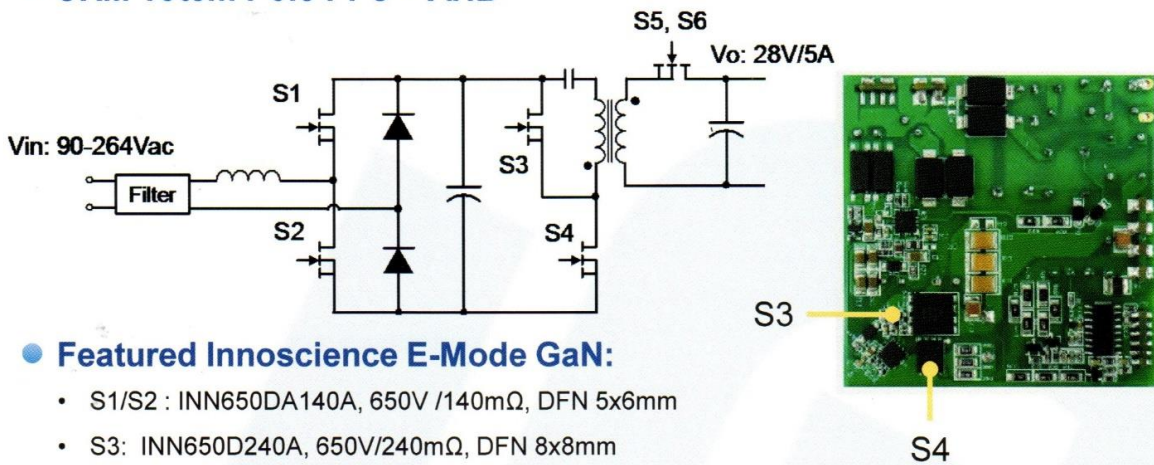 S5, S6
Vo: 28V/5A
S1
Vin: 90-264Vac
S3
Filter
S2
S4
S3
Featured Innoscience E-Mode GaN:
• S1/S2 : INN650DA140A, 650V /140mΩ, DFN 5x6mm
• S3: INN650D240A, 650V/240mΩ, DFN 8x8mm
S4